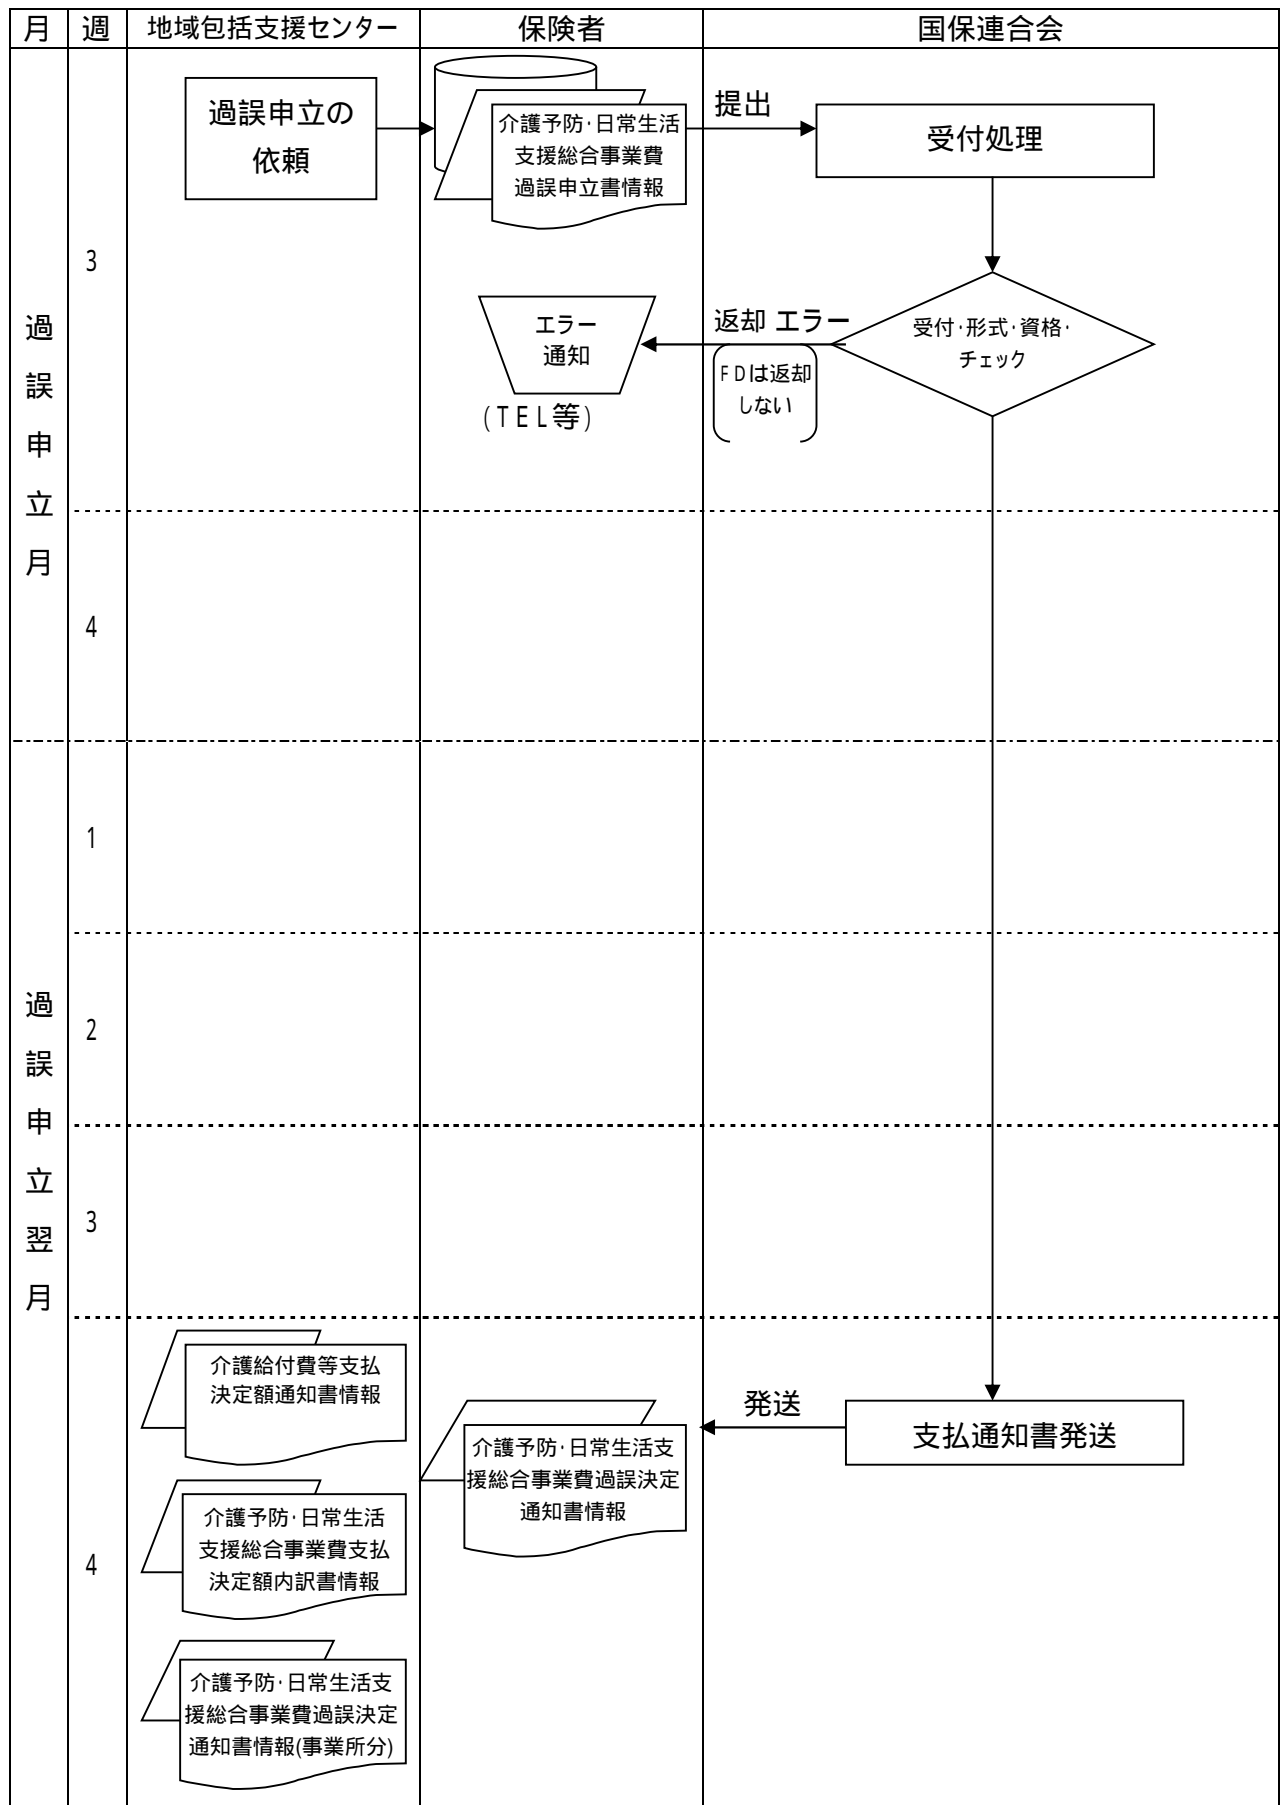 月 週 地域包括支援センター 保険者 国保連合会
過誤申立月
3
過誤申立の
依頼
介護予防・日常生活
支援総合事業費
過誤申立書情報
提出
受付処理
受付・形式・資格・
チェック
返却 エラー
FDは返却
しない
エラー
通知
(TEL等)
4
過誤申立翌月
1
2
3
4
介護給付費等支払
決定額通知書情報
介護予防・日常生活
支援総合事業費支払
決定額内訳書情報
介護予防・日常生活支
援総合事業費過誤決定
通知書情報(事業所分)
介護予防・日常生活支
援総合事業費過誤決定
通知書情報
発送
支払通知書発送